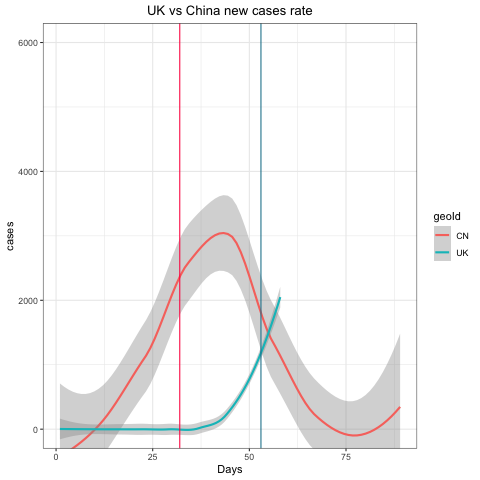 UK vs China new cases rate
6000
4000
2000
0
cases
0 25 50 75
Days
geoId
CN
UK